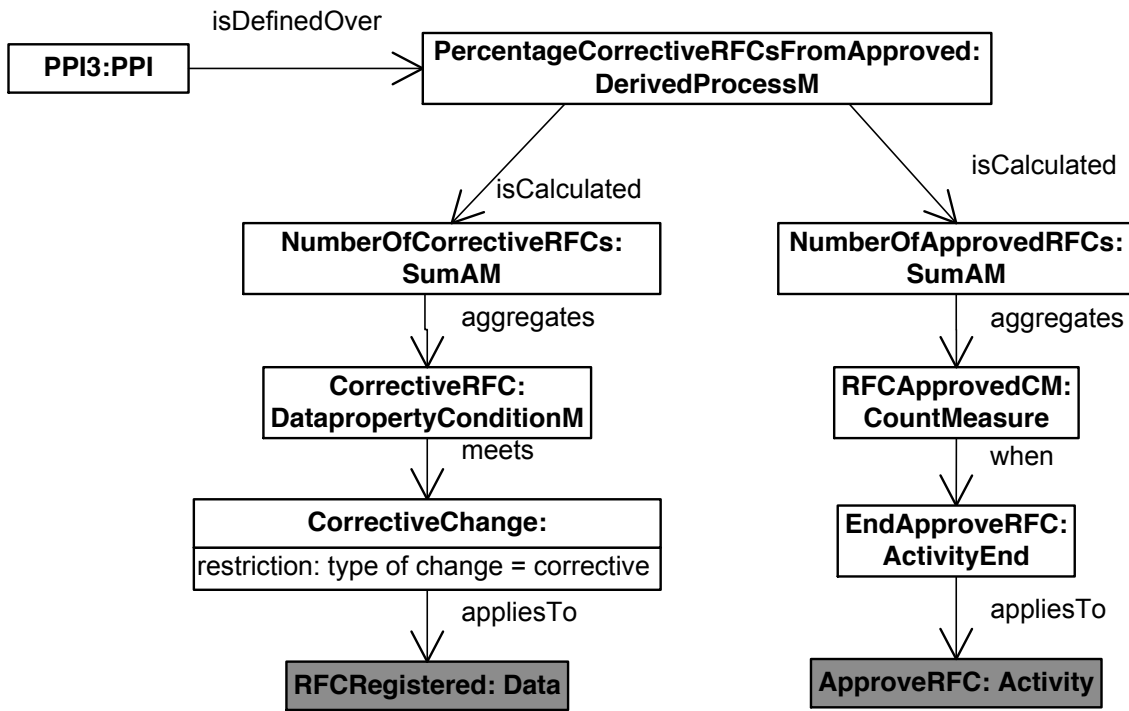 isDefinedOver
PPI3:PPI
PercentageCorrectiveRFCsFromApproved:
DerivedProcessM
isCalculated
isCalculated
NumberOfCorrectiveRFCs:
SumAM
NumberOfApprovedRFCs:
SumAM
aggregates
aggregates
CorrectiveRFC:
DatapropertyConditionM
RFCApprovedCM:
CountMeasure
meets
when
CorrectiveChange:
restriction: type of change = corrective
EndApproveRFC:
ActivityEnd
appliesTo
appliesTo
RFCRegistered: Data
ApproveRFC: Activity